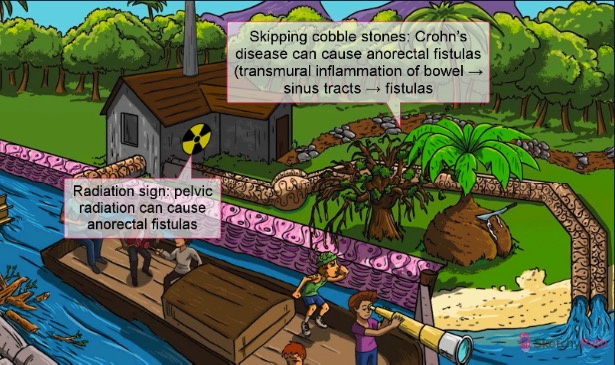 Skipping cobble stones: Crohn's
disease can cause anorectal fistulas
(transmural inflammation of bowel →
sinus tracts → fistulas
Radiation sign: pelvic
radiation can cause
anorectal fistulas